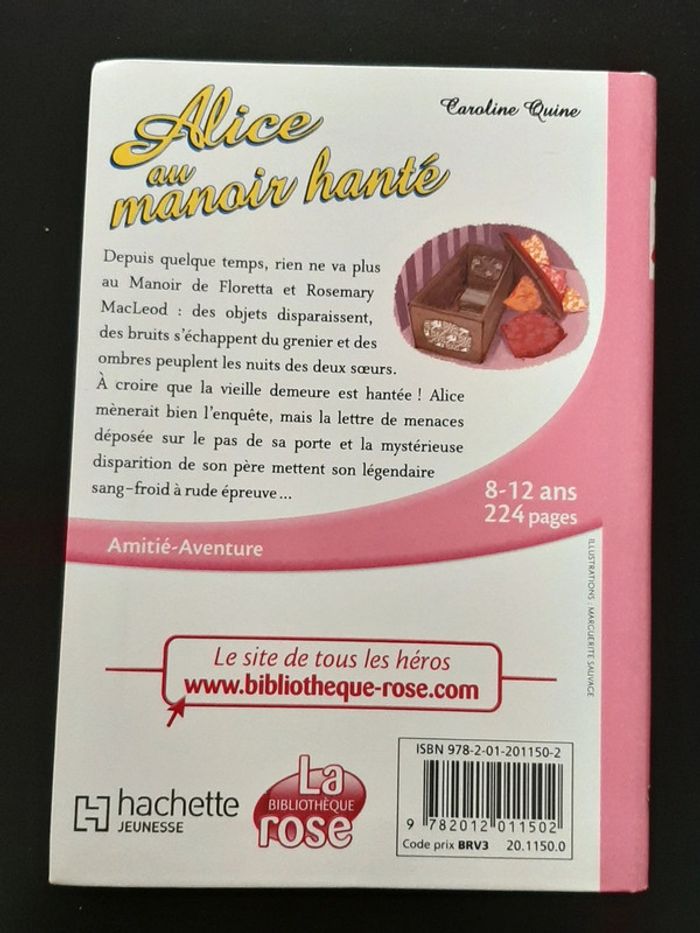 Caroline Quine
Alice
au
manoir hanté
Depuis quelque temps, rien ne va plus
au Manoir de Floretta et Rosemary
MacLeod : des objets disparaissent,
des bruits s'échappent du grenier et des
ombres peuplent les nuits des deux sœurs.
À croire que la vieille demeure est hantée ! Alice
mènerait bien l'enquête, mais la lettre de menaces
déposée sur le pas de sa porte et la mystérieuse
disparition de son père mettent son légendaire
sang-froid à rude épreuve...
8-12 ans
224 pages
Amitié-Aventure
ILLUSTRATIONS : MARGUERITE SAUVAGE
Le site de tous les héros
www.bibliotheque-rose.com
hachette
JEUNESSE
La
BIBLIOTHÈQUE
rose
ISBN 978-2-01-201150-2
9 782012 011502
Code prix BRV3 20.1150.0